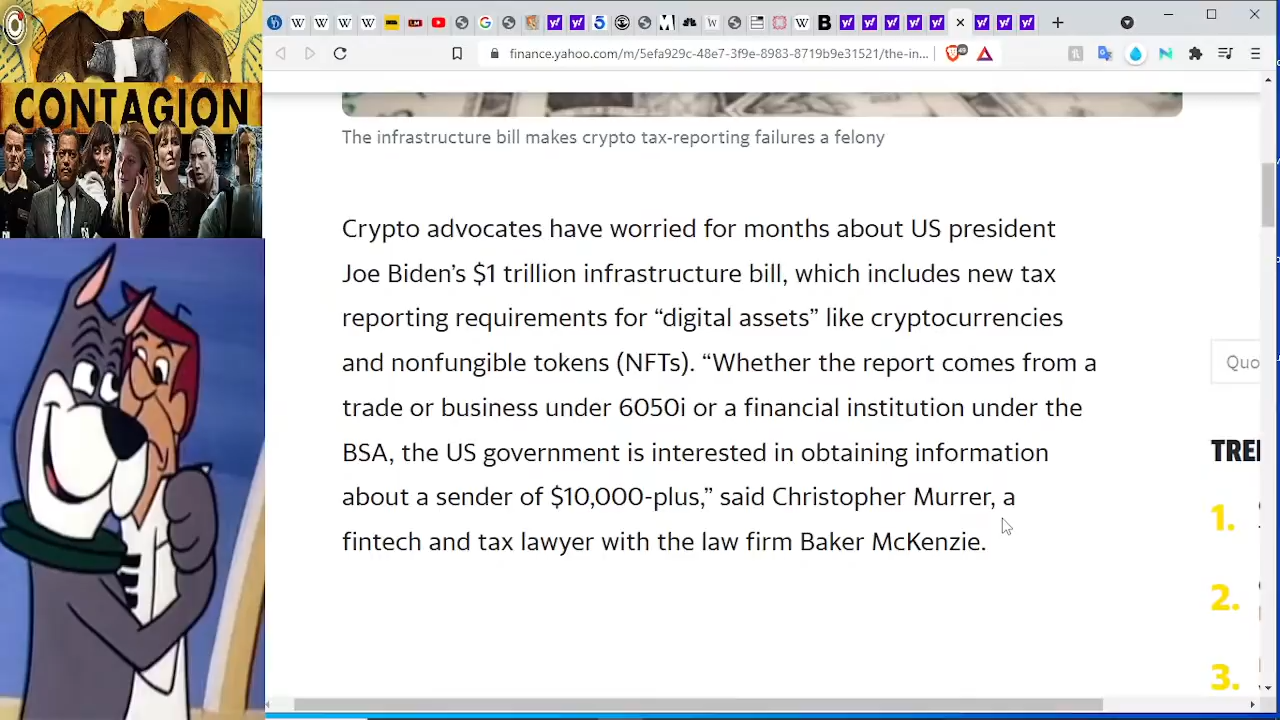 CONTAGION
finance.yahoo.com/m/5efa929c-48e7-3f9e-8983-8719b9e31521/the-in...
The infrastructure bill makes crypto tax-reporting failures a felony
Crypto advocates have worried for months about US president
Joe Biden’s $1 trillion infrastructure bill, which includes new tax
reporting requirements for “digital assets” like cryptocurrencies
and nonfungible tokens (NFTs). “Whether the report comes from a
trade or business under 6050i or a financial institution under the
BSA, the US government is interested in obtaining information
about a sender of $10,000-plus,” said Christopher Murrer, a
fintech and tax lawyer with the law firm Baker McKenzie.
Quo
TRE
1.
2.
3.